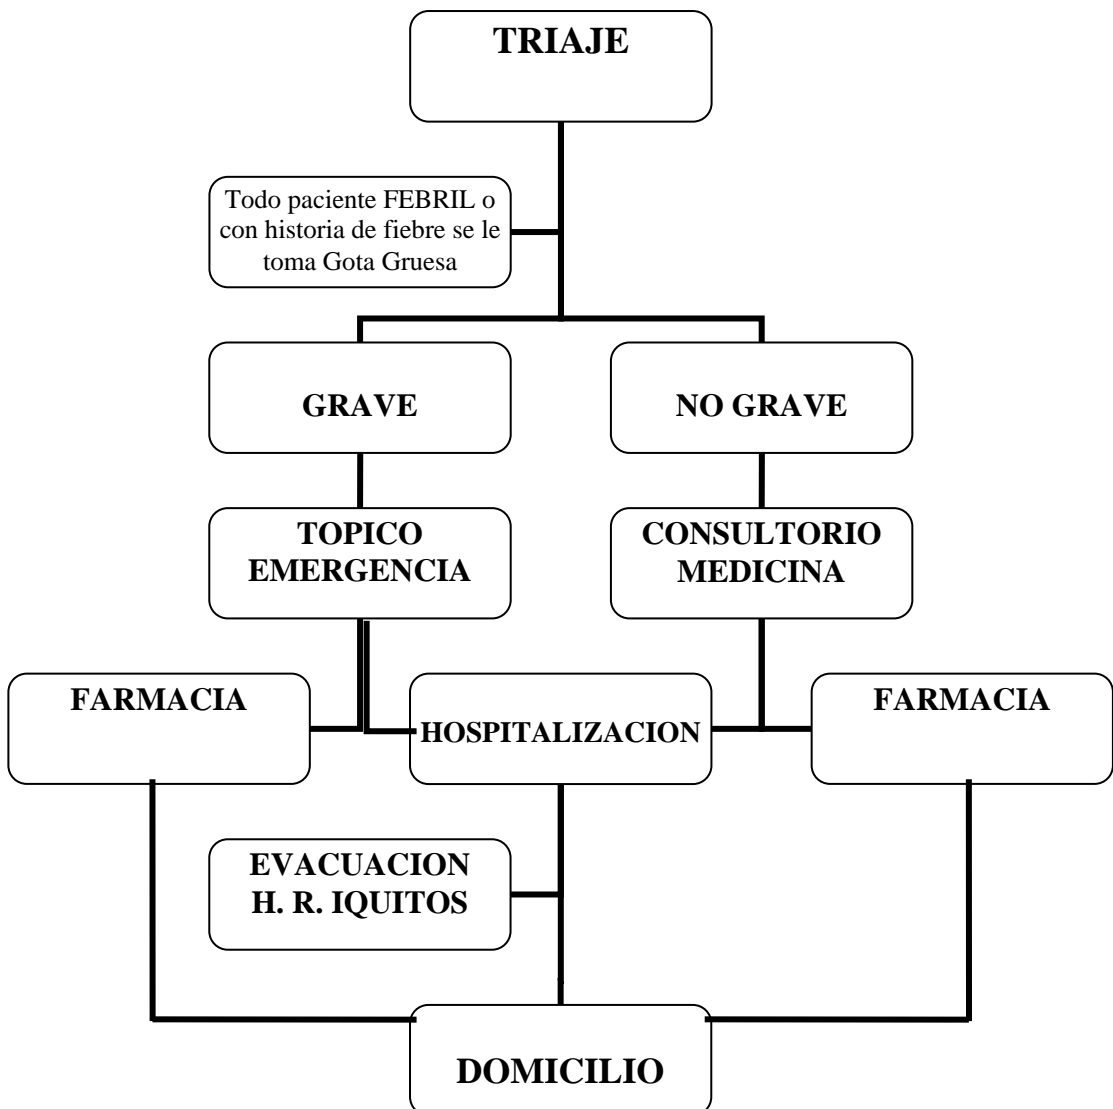 TRIAJE
Todo paciente FEBRIL o
con historia de fiebre se le
toma Gota Gruesa
GRAVE
NO GRAVE
TOPICO
EMERGENCIA
CONSULTORIO
MEDICINA
FARMACIA
HOSPITALIZACION
FARMACIA
EVACUACION
H. R. IQUITOS
DOMICILIO